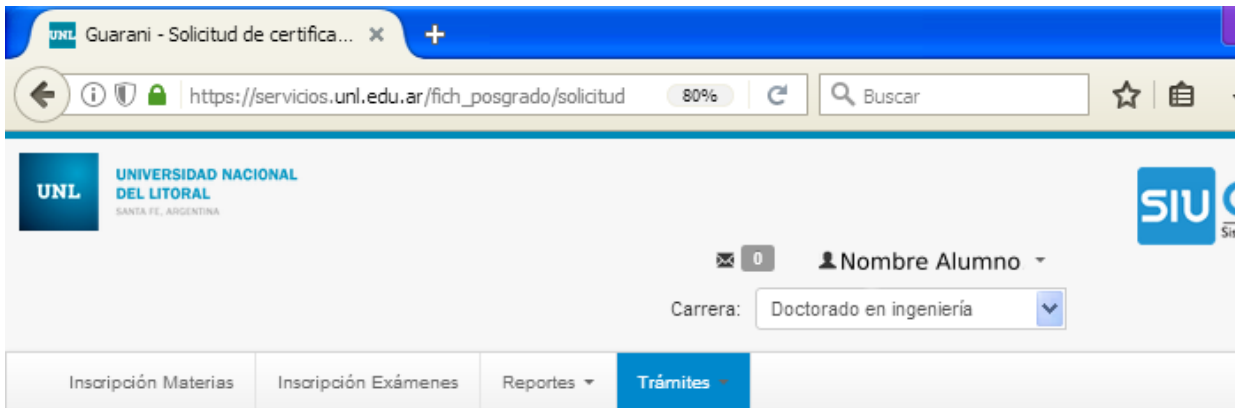 UNL Guarani - Solicitud de certifica...
https://servicios.unl.edu.ar/fich_posgrado/solicitud 80% Buscar
UNL
UNIVERSIDAD NACIONAL
DEL LITORAL
SANTA FE, ARGENTINA
SIU
0 Nombre Alumno
Carrera: Doctorado en ingeniería
Inscripción Materias Inscripción Exámenes Reportes Trámites